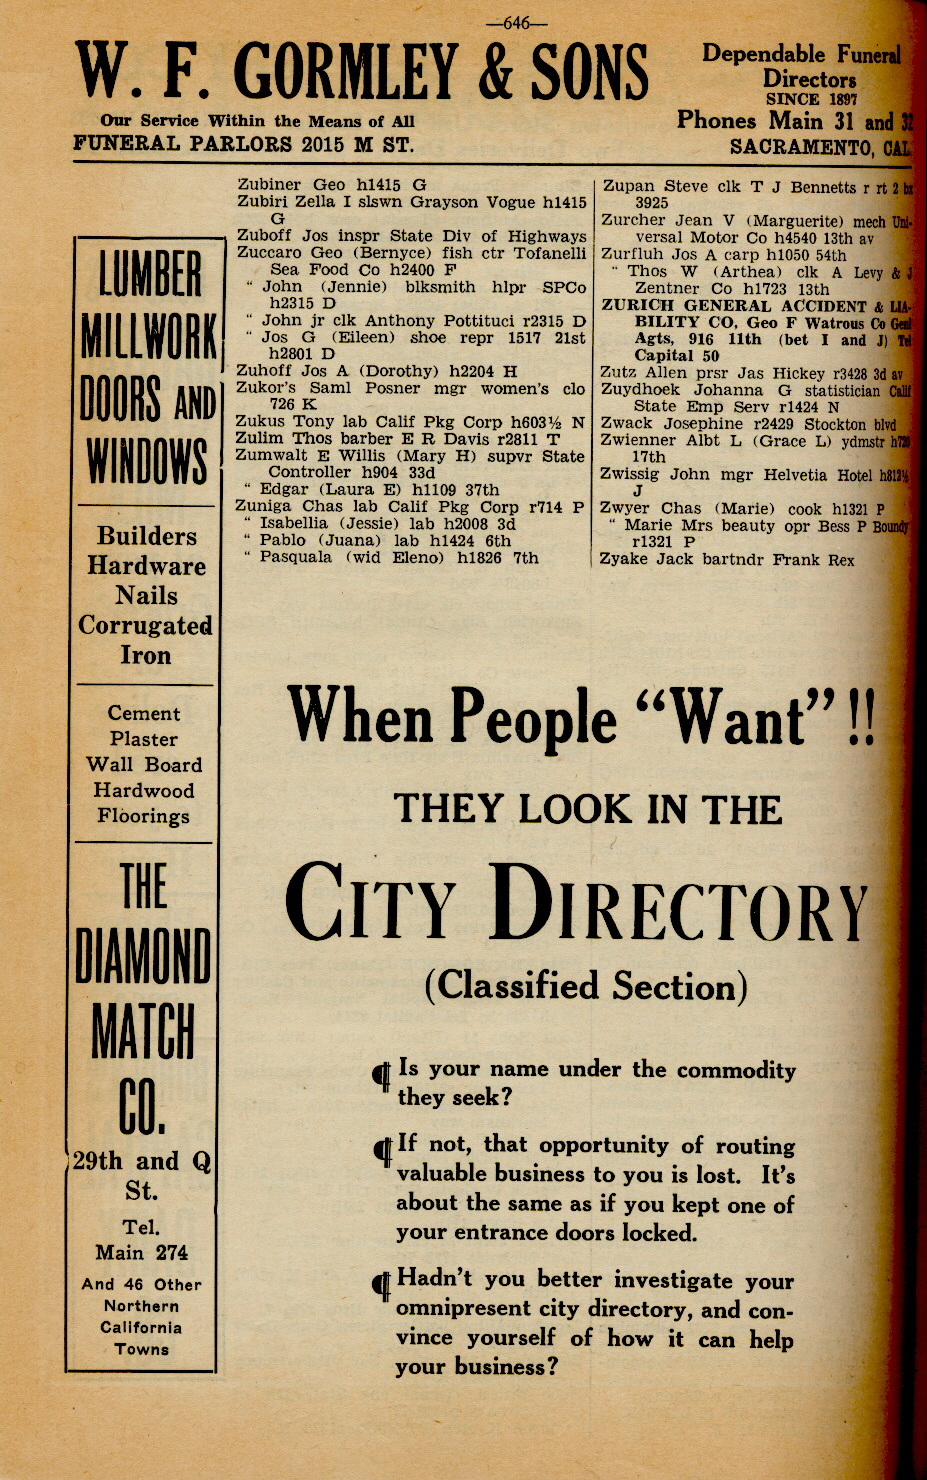 —646—
W. F. GORMLEY & SONS
Our Service Within the Means of All
FUNERAL PARLORS 2015 M ST.
Dependable Funeral
Directors
SINCE 1897
Phones Main 31 and 32
SACRAMENTO, CAL
LUMBER
MILLWORK
DOORS AND
WINDOWS
Builders
Hardware
Nails
Corrugated
Iron
Cement
Plaster
Wall Board
Hardwood
Floorings
THE
DIAMOND
MATCH
CO.
29th and Q
St.
Tel.
Main 274
And 46 Other
Northern
California
Towns
Zubiner Geo h1415 G
Zubiri Zella I slswn Grayson Vogue h1415
G
Zuboff Jos inspr State Div of Highways
Zuccaro Geo (Bernyce) fish ctr Tofanelli
Sea Food Co h2400 F
" John (Jennie) blksmith hlpr SPCo
h2315 D
" John jr clk Anthony Pottituci r2315 D
" Jos G (Eileen) shoe repr 1517 21st
h2801 D
Zuhoff Jos A (Dorothy) h2204 H
Zukor's Saml Posner mgr women's clo
726 K
Zukus Tony lab Calif Pkg Corp h603½ N
Zulim Thos barber E R Davis r2811 T
Zumwalt E Willis (Mary H) supvr State
Controller h904 33d
" Edgar (Laura E) h1109 37th
Zuniga Chas lab Calif Pkg Corp r714 P
" Isabellia (Jessie) lab h2008 3d
" Pablo (Juana) lab h1424 6th
" Pasquala (wid Eleno) h1826 7th
Zupan Steve clk T J Bennetts r rt 2 bx
3925
Zurcher Jean V (Marguerite) mech Uni-
versal Motor Co h4540 13th av
Zurfluh Jos A carp h1050 54th
" Thos W (Arthea) clk A Levy & J
Zentner Co h1723 13th
ZURICH GENERAL ACCIDENT & LIA-
BILITY CO, Geo F Watrous Co Genl
Agts, 916 11th (bet I and J) Tel
Capital 50
Zutz Allen prsr Jas Hickey r3428 3d av
Zuydhoek Johanna G statistician Calif
State Emp Serv r1424 N
Zwack Josephine r2429 Stockton blvd
Zwienner Albt L (Grace L) ydmstr
17th
Zwissig John mgr Helvetia Hotel h812½
J
Zwyer Chas (Marie) cook h1321 P
" Marie Mrs beauty opr Bess P Boundy
r1321 P
Zyake Jack bartndr Frank Rex
When People “Want” !!
THEY LOOK IN THE
CITY DIRECTORY
(Classified Section)
¶ Is your name under the commodity
they seek?
¶ If not, that opportunity of routing
valuable business to you is lost. It's
about the same as if you kept one of
your entrance doors locked.
¶ Hadn't you better investigate your
omnipresent city directory, and con-
vince yourself of how it can help
your business?